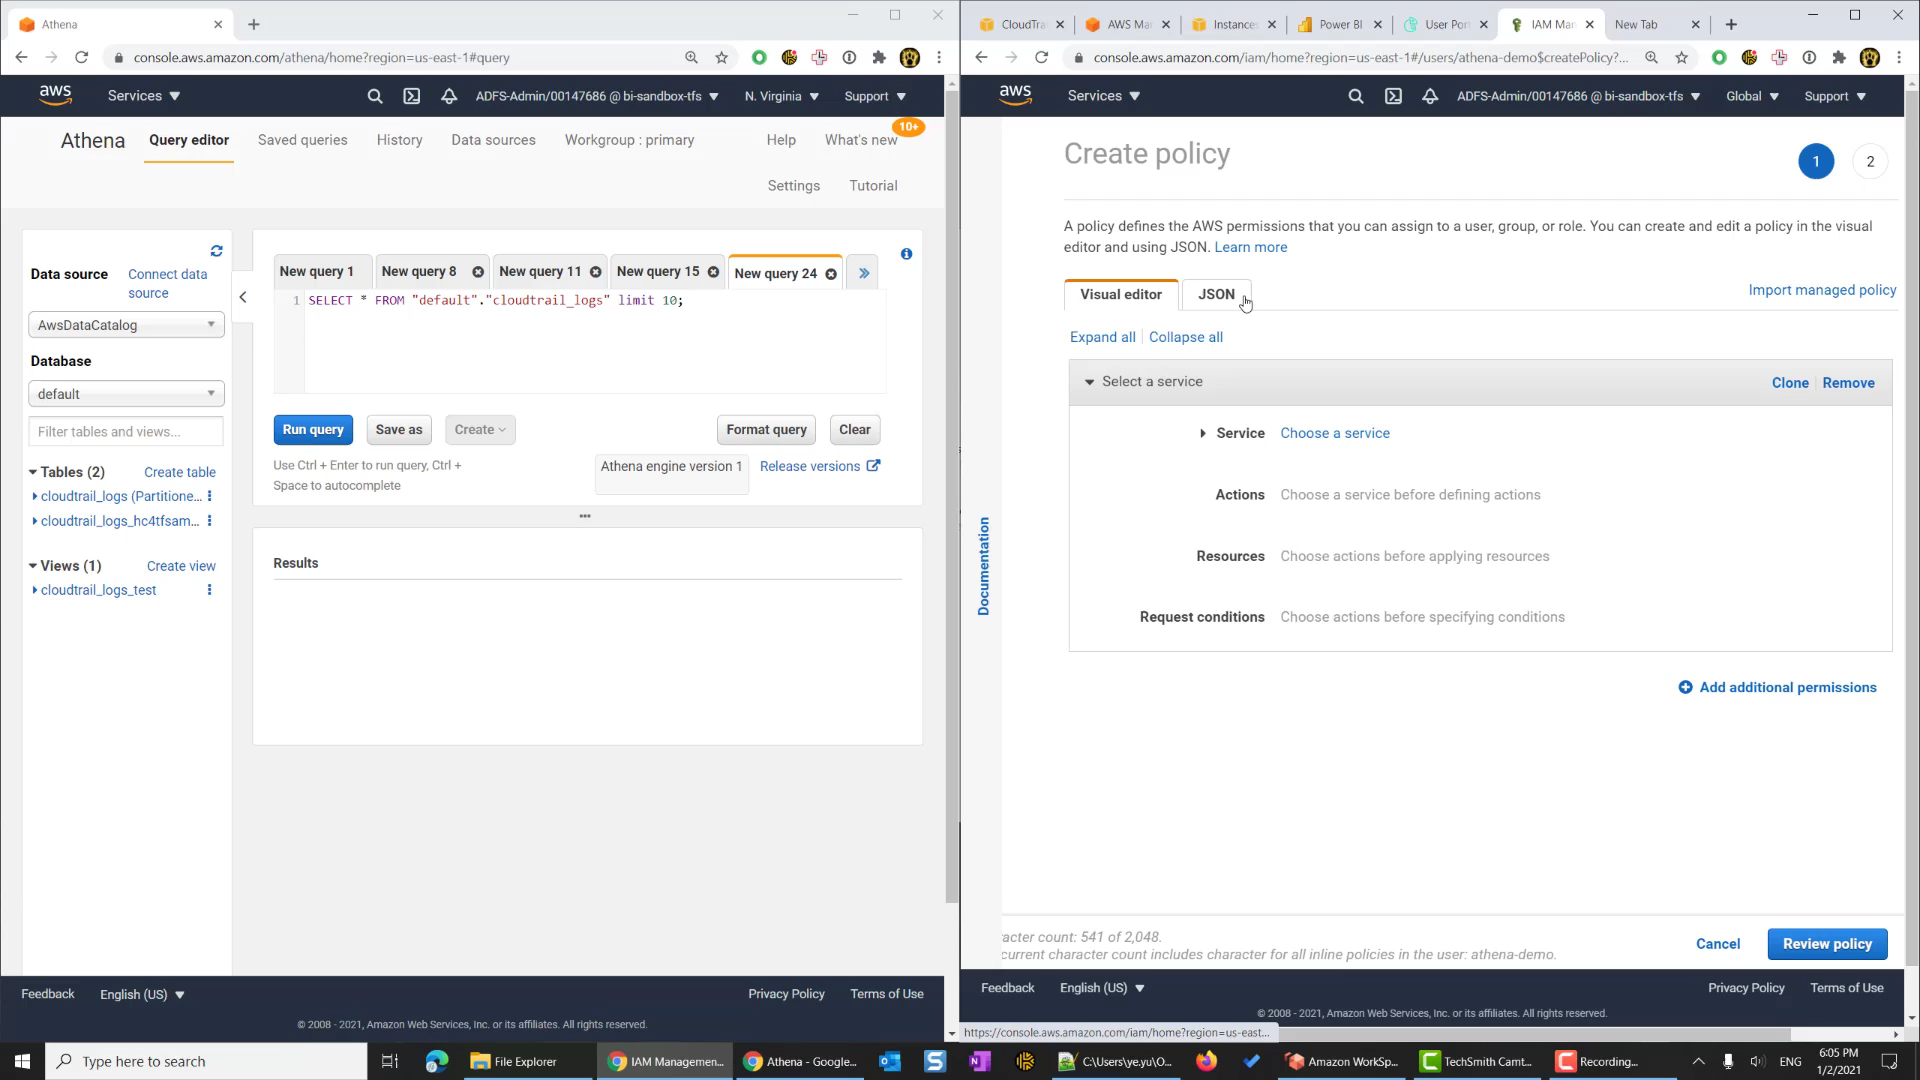 Athena
console.aws.amazon.com/athena/home?region=us-east-1#query
aws
Services
ADFS-Admin/00147686 @ bi-sandbox-tfs
N. Virginia
Support
Athena
Query editor
Saved queries
History
Data sources
Workgroup : primary
Help
What's new
10+
Settings
Tutorial
Data source
Connect data
source
AwsDataCatalog
Database
default
Filter tables and views...
Tables (2)
Create table
cloudtrail_logs (Partitione...
cloudtrail_logs_hc4tfsam...
Views (1)
Create view
cloudtrail_logs_test
New query 1
New query 8
New query 11
New query 15
New query 24
»
1 SELECT * FROM "default"."cloudtrail_logs" limit 10;
Run query
Save as
Create
Format query
Clear
Use Ctrl + Enter to run query, Ctrl +
Space to autocomplete
Athena engine version 1
Release versions
Results
Feedback
English (US)
Privacy Policy
Terms of Use
© 2008 - 2021, Amazon Web Services, Inc. or its affiliates. All rights reserved.
CloudTra
AWS Ma
Instance
Power BI
User Por
IAM Man
New Tab
console.aws.amazon.com/iam/home?region=us-east-1#/users/athena-demo$createPolicy?...
aws
Services
ADFS-Admin/00147686 @ bi-sandbox-tfs
Global
Support
Create policy
1
2
A policy defines the AWS permissions that you can assign to a user, group, or role. You can create and edit a policy in the visual
editor and using JSON. Learn more
Visual editor
JSON
Import managed policy
Expand all
Collapse all
Select a service
Clone
Remove
Service
Choose a service
Actions
Choose a service before defining actions
Resources
Choose actions before applying resources
Request conditions
Choose actions before specifying conditions
Add additional permissions
Documentation
acter count: 541 of 2,048.
current character count includes character for all inline policies in the user: athena-demo.
Cancel
Review policy
Feedback
English (US)
Privacy Policy
Terms of Use
© 2008 - 2021, Amazon Web Services, Inc. or its affiliates. All rights reserved.
https://console.aws.amazon.com/iam/home?region=us-east...
Type here to search
File Explorer
IAM Managemen...
Athena - Google...
C:\Users\ye.yu\O...
Amazon WorkSp...
TechSmith Camt...
Recording...
ENG
6:05 PM
1/2/2021